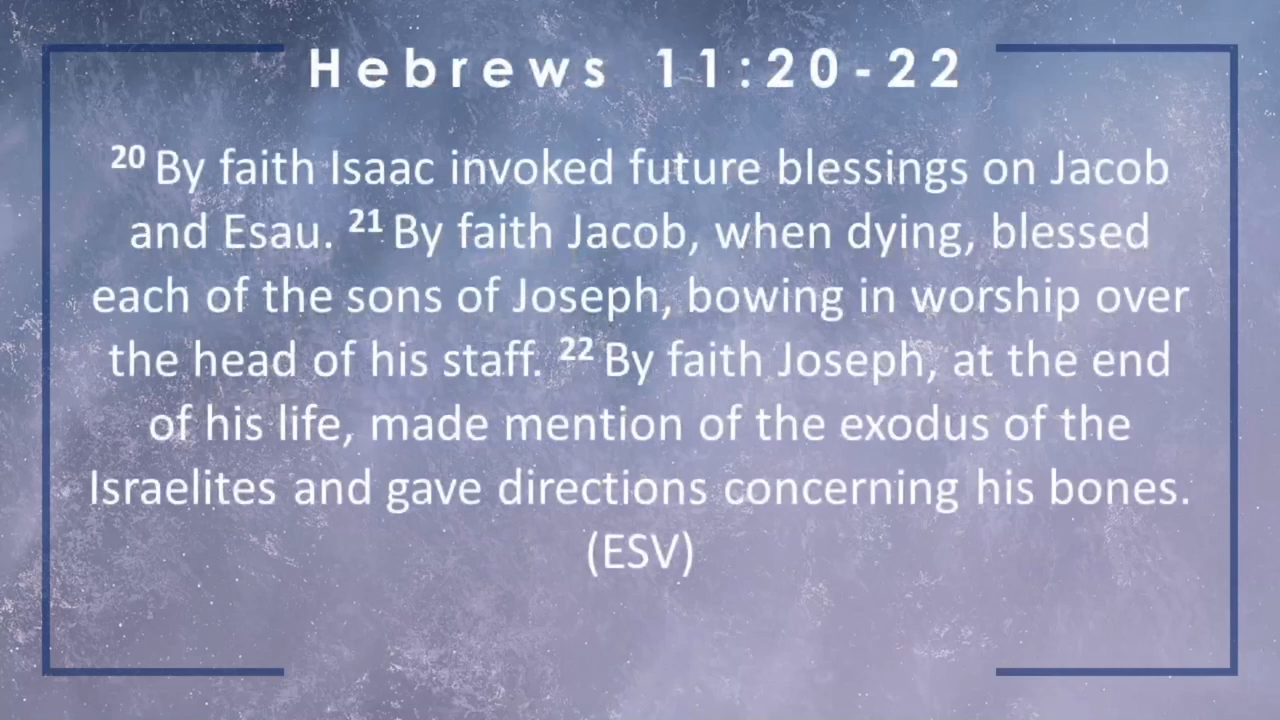 Hebrews 11:20-22
20 By faith Isaac invoked future blessings on Jacob
and Esau. 21 By faith Jacob, when dying, blessed
each of the sons of Joseph, bowing in worship over
the head of his staff. 22 By faith Joseph, at the end
of his life, made mention of the exodus of the
Israelites and gave directions concerning his bones.
(ESV)